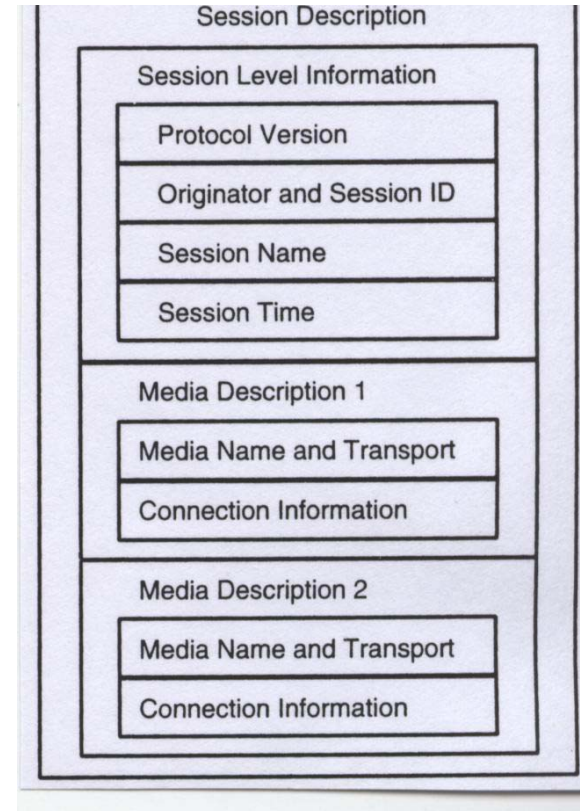 Session Description
Session Level Information
Protocol Version
Originator and Session ID
Session Name
Session Time
Media Description 1
Media Name and Transport
Connection Information
Media Description 2
Media Name and Transport
Connection Information